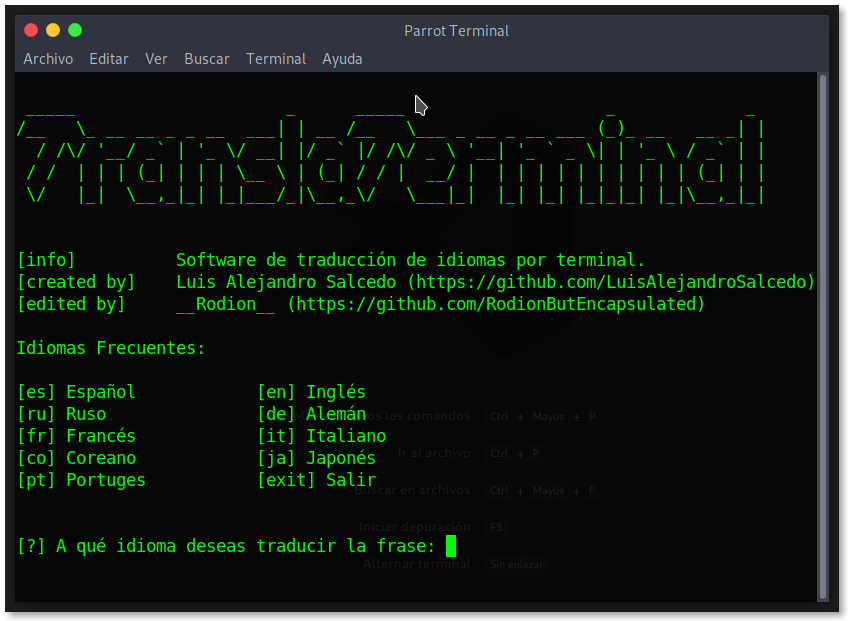 Parrot Terminal
Archivo Editar Ver Buscar Terminal Ayuda
TranslaTerminal
[info] Software de traducción de idiomas por terminal.
[created by] Luis Alejandro Salcedo (https://github.com/LuisAlejandroSalcedo)
[edited by] __Rodion__ (https://github.com/RodionButEncapsulated)
Idiomas Frecuentes:
[es] Español [en] Inglés
[ru] Ruso [de] Alemán
[fr] Francés [it] Italiano
[co] Coreano [ja] Japonés
[pt] Portuges [exit] Salir
[?] A qué idioma deseas traducir la frase:
los comandos Ctrl + Mayús + P
Ir al archivo Ctrl + P
Buscar en archivos Ctrl + Mayús + F
Iniciar depuración F5
Alternar terminal Sin enlazar